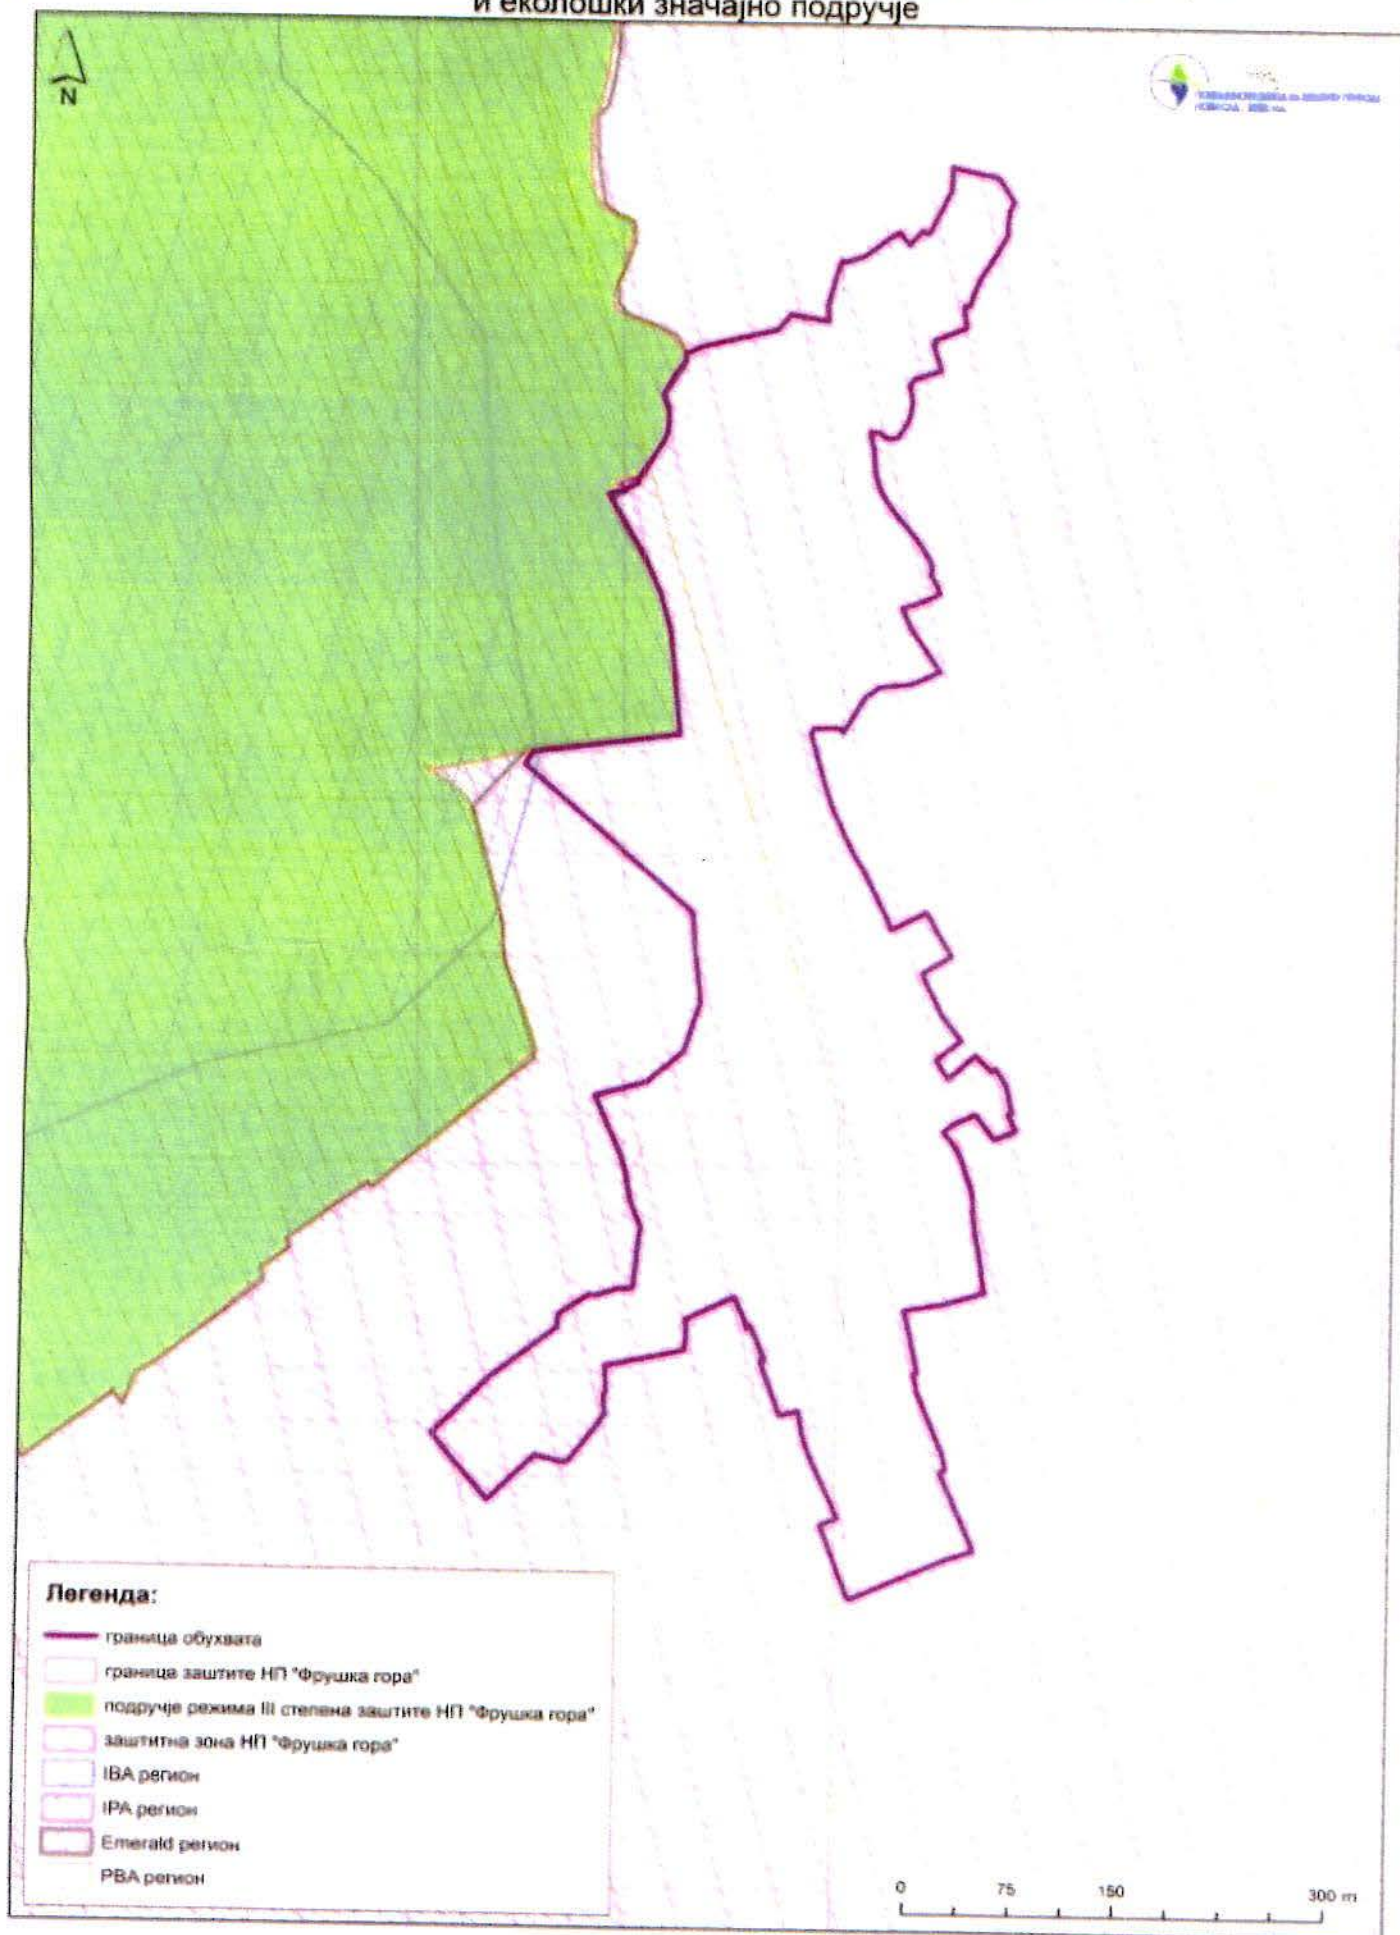 и еколошки значајно подручје
N
Легенда:
граница обухвата
граница заштите НП "Фрушка гора"
подручје режима III степена заштите НП "Фрушка гора"
заштитна зона НП "Фрушка гора"
IBA регион
IPA регион
Emerald регион
PBA регион
0 75 150 300 m